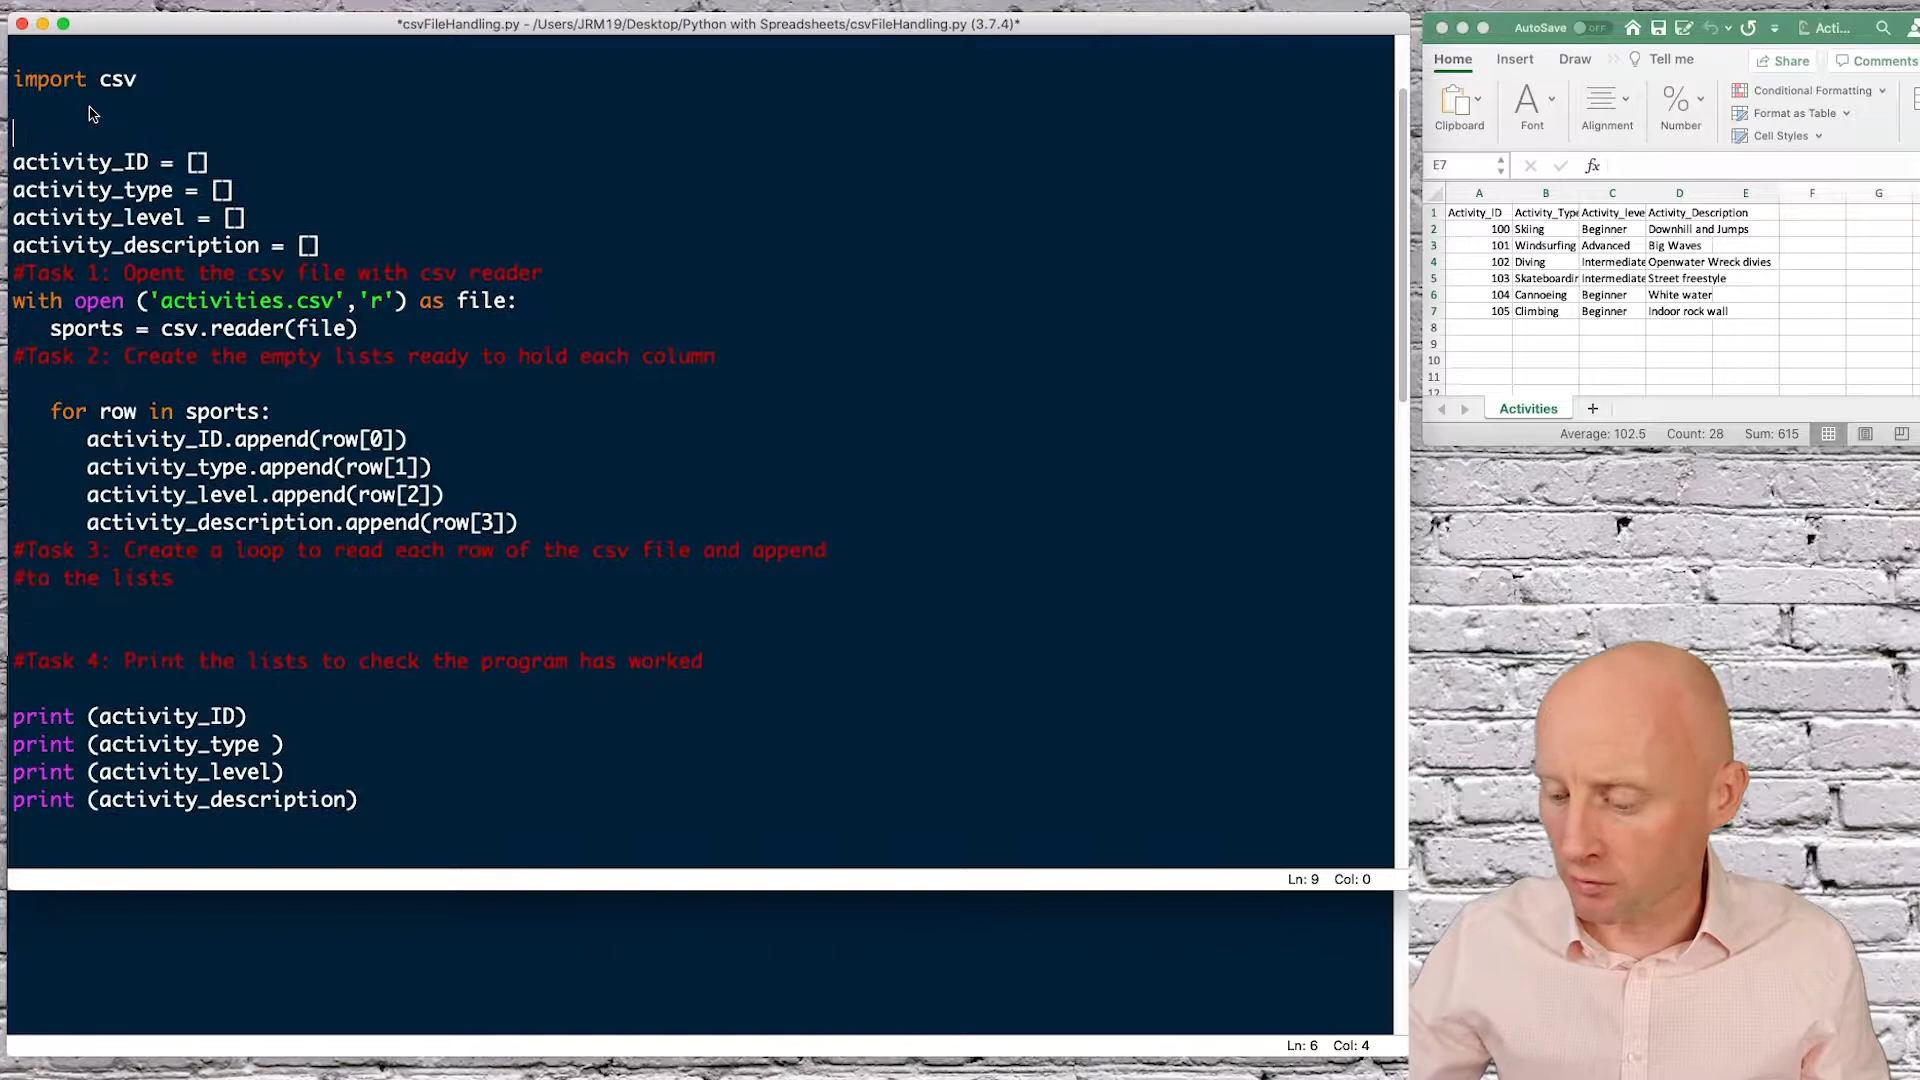 *csvFileHandling.py - /Users/JRM19/Desktop/Python with Spreadsheets/csvFileHandling.py (3.7.4)*
import csv
activity_ID = []
activity_type = []
activity_level = []
activity_description = []
#Task 1: Opent the csv file with csv reader
with open ('activities.csv','r') as file:
sports = csv.reader(file)
#Task 2: Create the empty lists ready to hold each column
for row in sports:
activity_ID.append(row[0])
activity_type.append(row[1])
activity_level.append(row[2])
activity_description.append(row[3])
#Task 3: Create a loop to read each row of the csv file and append
#to the lists
#Task 4: Print the lists to check the program has worked
print (activity_ID)
print (activity_type )
print (activity_level)
print (activity_description)
Ln: 9 Col: 0
Ln: 6 Col: 4
AutoSave OFF Acti...
Home Insert Draw Tell me Share Comments
Clipboard Font Alignment Number
Conditional Formatting
Format as Table
Cell Styles
E7 fx
A B C D E F G
1 Activity_ID Activity_Type Activity_leve Activity_Description
2 100 Skiing Beginner Downhill and Jumps
3 101 Windsurfing Advanced Big Waves
4 102 Diving Intermediate Openwater Wreck divies
5 103 Skateboardin Intermediate Street freestyle
6 104 Cannoeing Beginner White water
7 105 Climbing Beginner Indoor rock wall
8
9
10
11
12
Activities +
Average: 102.5 Count: 28 Sum: 615